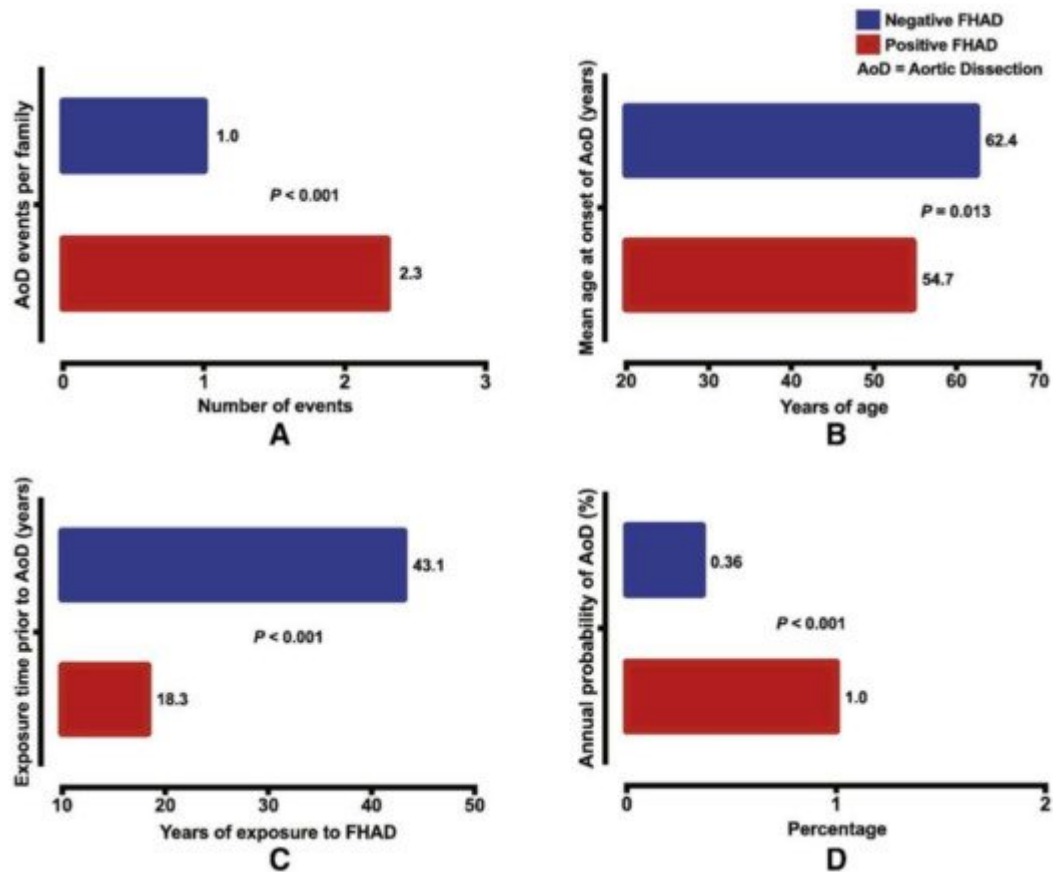 Negative FHAD
Positive FHAD
AoD = Aortic Dissection
AoD events per family
1.0
P < 0.001
2.3
0 1 2 3
Number of events
A
Mean age at onset of AoD (years)
62.4
P = 0.013
54.7
20 30 40 50 60 70
Years of age
B
Exposure time prior to AoD (years)
43.1
P < 0.001
18.3
10 20 30 40 50
Years of exposure to FHAD
C
Annual probability of AoD (%)
0.36
P < 0.001
1.0
0 1 2
Percentage
D